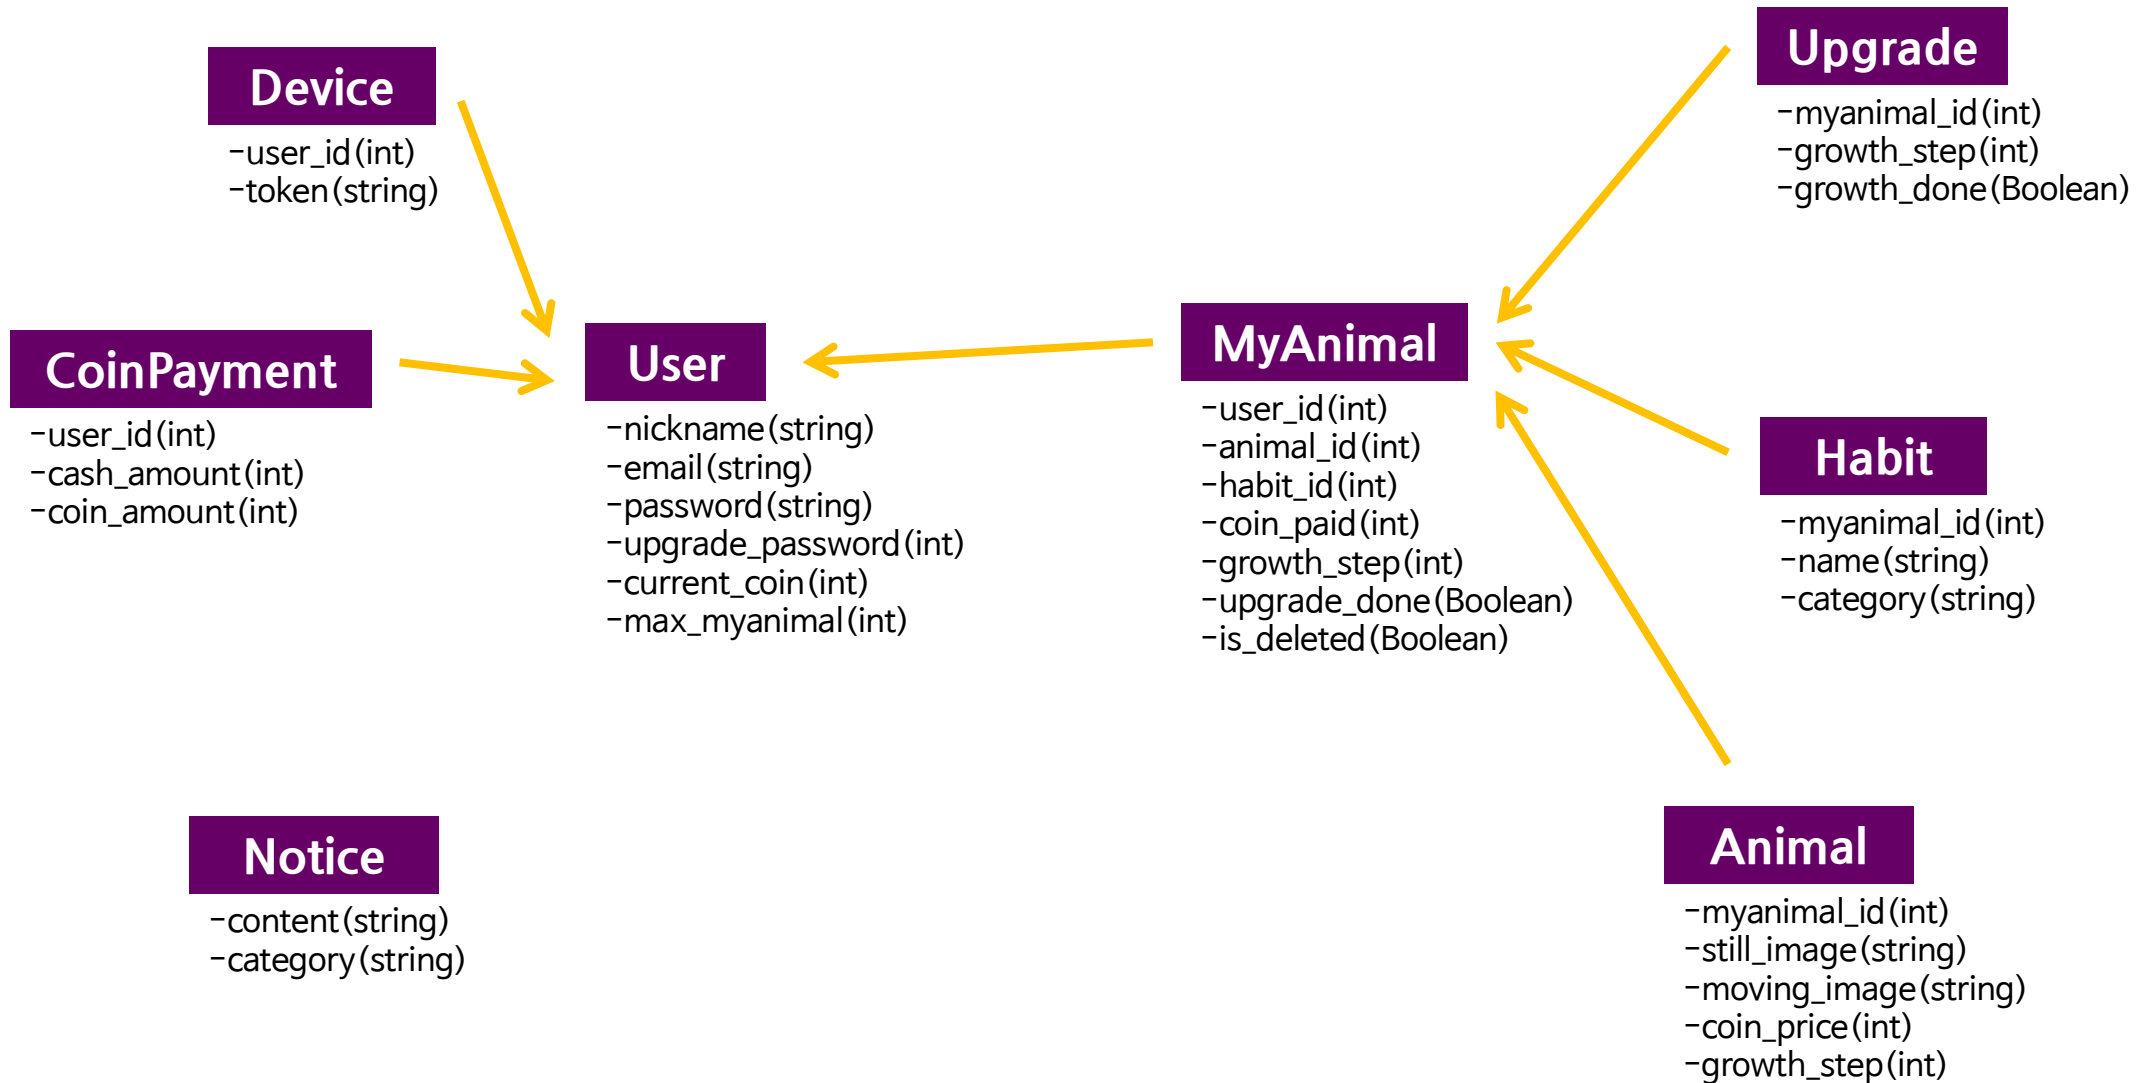 Device
-user_id(int)
-token(string)
CoinPayment
-user_id(int)
-cash_amount(int)
-coin_amount(int)
User
-nickname(string)
-email(string)
-password(string)
-upgrade_password(int)
-current_coin(int)
-max_myanimal(int)
MyAnimal
-user_id(int)
-animal_id(int)
-habit_id(int)
-coin_paid(int)
-growth_step(int)
-upgrade_done(Boolean)
-is_deleted(Boolean)
Upgrade
-myanimal_id(int)
-growth_step(int)
-growth_done(Boolean)
Habit
-myanimal_id(int)
-name(string)
-category(string)
Notice
-content(string)
-category(string)
Animal
-myanimal_id(int)
-still_image(string)
-moving_image(string)
-coin_price(int)
-growth_step(int)